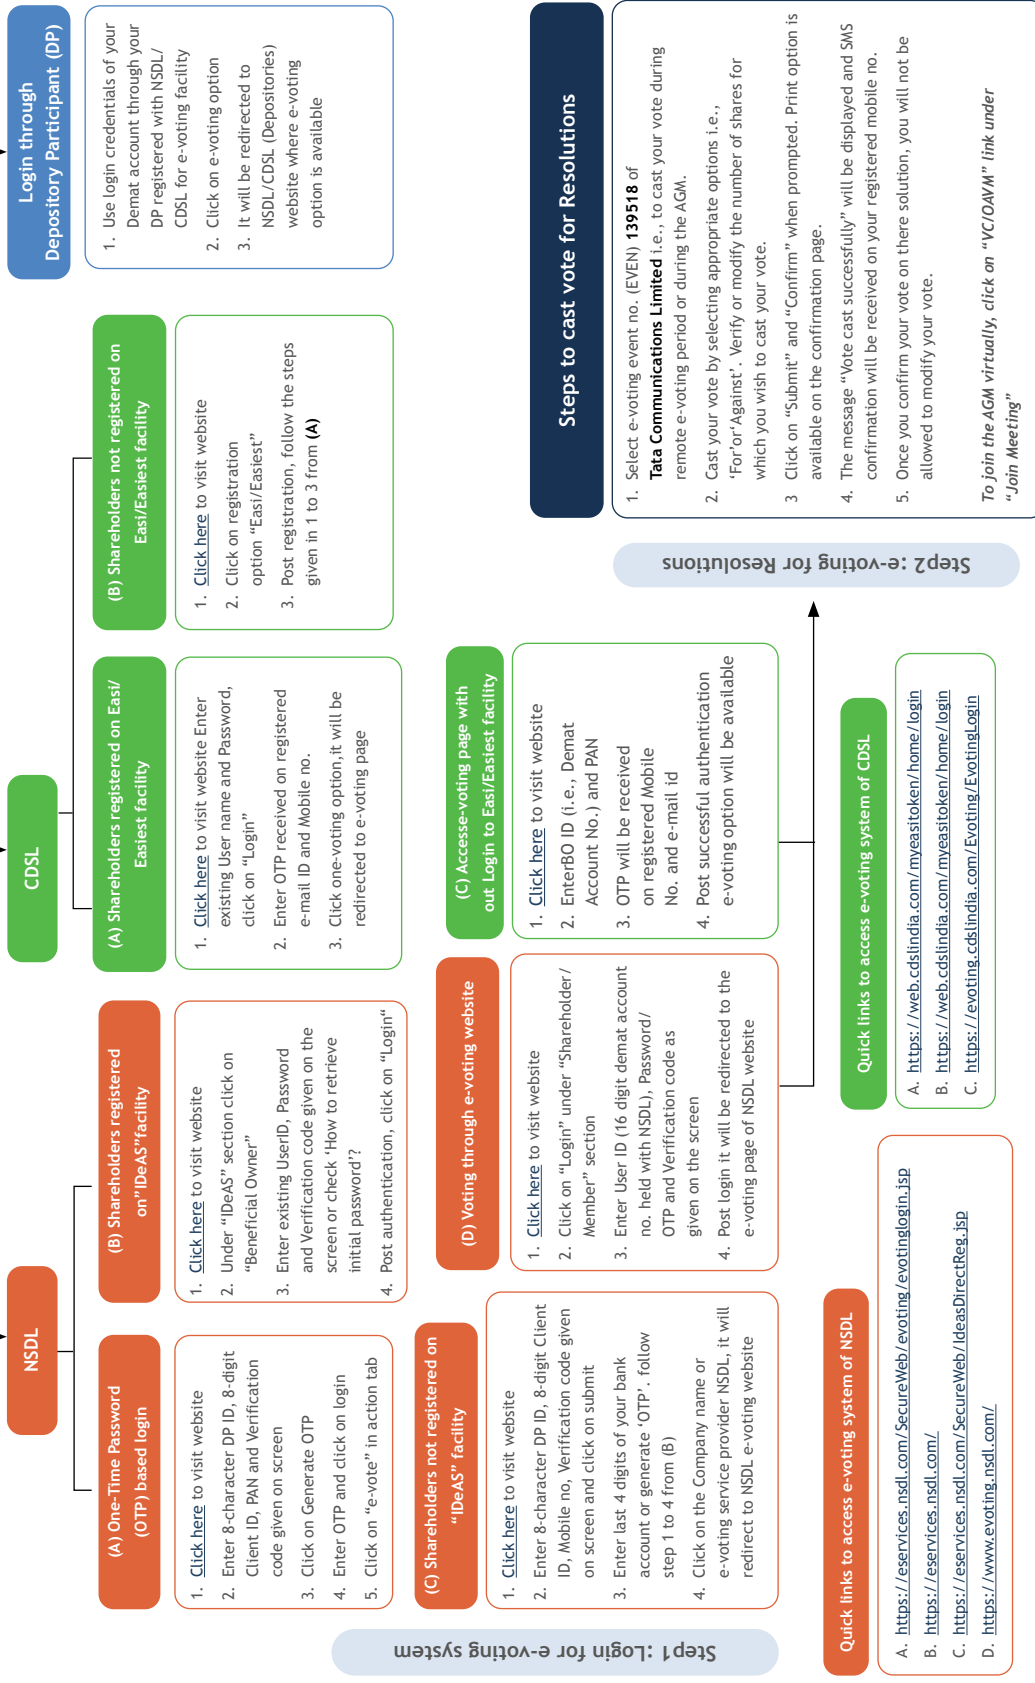 NSDL
CDSL
Login through
Depository Participant (DP)
(A) One-Time Password
(OTP) based login
1. Click here to visit website
2. Enter 8-character DP ID, 8-digit
Client ID, PAN and Verification
code given on screen
3. Click on Generate OTP
4. Enter OTP and click on login
5. Click on “e-vote” in action tab
(B) Shareholders registered
on”IDeAS”facility
1. Click here to visit website
2. Under “IDeAS” section click on
“Beneficial Owner”
3. Enter existing UserID, Password
and Verification code given on the
screen or check ‘How to retrieve
initial password’?
4. Post authentication, click on “Login“
(A) Shareholders registered on Easi/
Easiest facility
1. Click here to visit website Enter
existing User name and Password,
click on “Login”
2. Enter OTP received on registered
e-mail ID and Mobile no.
3. Click one-voting option,it will be
redirected to e-voting page
(B) Shareholders not registered on
Easi/Easiest facility
1. Click here to visit website
2. Click on registration
option “Easi/Easiest”
3. Post registration, follow the steps
given in 1 to 3 from (A)
1. Use login credentials of your
Demat account through your
DP registered with NSDL/
CDSL for e-voting facility
2. Click on e-voting option
3. It will be redirected to
NSDL/CDSL (Depositories)
website where e-voting
option is available
Step1: Login for e-voting system
(C) Shareholders not registered on
“IDeAS” facility
1. Click here to visit website
2. Enter 8-character DP ID, 8-digit Client
ID, Mobile no, Verification code given
on screen and click on submit
3. Enter last 4 digits of your bank
account or generate ‘OTP’. follow
step 1 to 4 from (B)
4. Click on the Company name or
e-voting service provider NSDL, it will
redirect to NSDL e-voting website
(D) Voting through e-voting website
1. Click here to visit website
2. Click on “Login” under “Shareholder/
Member” section
3. Enter User ID (16 digit demat account
no. held with NSDL), Password/
OTP and Verification code as
given on the screen
4. Post login it will be redirected to the
e-voting page of NSDL website
(C) Accesse-voting page with
out Login to Easi/Easiest facility
1. Click here to visit website
2. EnterBO ID (i.e., Demat
Account No.) and PAN
3. OTP will be received
on registered Mobile
No. and e-mail id
4. Post successful authentication
e-voting option will be available
Step2 : e-voting for Resolutions
Steps to cast vote for Resolutions
1. Select e-voting event no. (EVEN) 139518 of
Tata Communications Limited i.e., to cast your vote during
remote e-voting period or during the AGM.
2. Cast your vote by selecting appropriate options i.e.,
‘For’or‘Against’. Verify or modify the number of shares for
which you wish to cast your vote.
3 Click on “Submit” and “Confirm” when prompted. Print option is
available on the confirmation page.
4. The message “Vote cast successfully” will be displayed and SMS
confirmation will be received on your registered mobile no.
5. Once you confirm your vote on there solution, you will not be
allowed to modify your vote.
To join the AGM virtually, click on “VC/OAVM” link under
“Join Meeting”
Quick links to access e-voting system of NSDL
A. https://eservices.nsdl.com/SecureWeb/evoting/evotinglogin.jsp
B. https://eservices.nsdl.com/
C. https://eservices.nsdl.com/SecureWeb/IdeasDirectReg.jsp
D. https://www.evoting.nsdl.com/
Quick links to access e-voting system of CDSL
A. https://web.cdslindia.com/myeasitoken/home/login
B. https://web.cdslindia.com/myeasitoken/home/login
C. https://evoting.cdslindia.com/Evoting/EvotingLogin